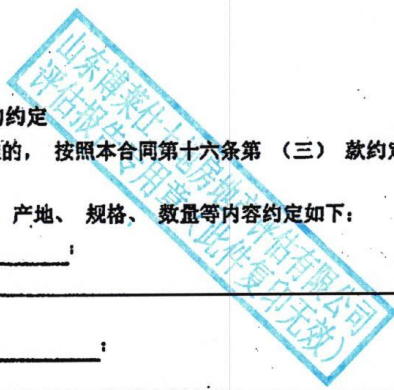 约定
的， 按照本合同第十六条第 （三） 款约定
产地、 规格、 数量等内容约定如下：
；
；
山东博莱仕土地房地产评估有限公司
评估报告专用章（此件复印无效）